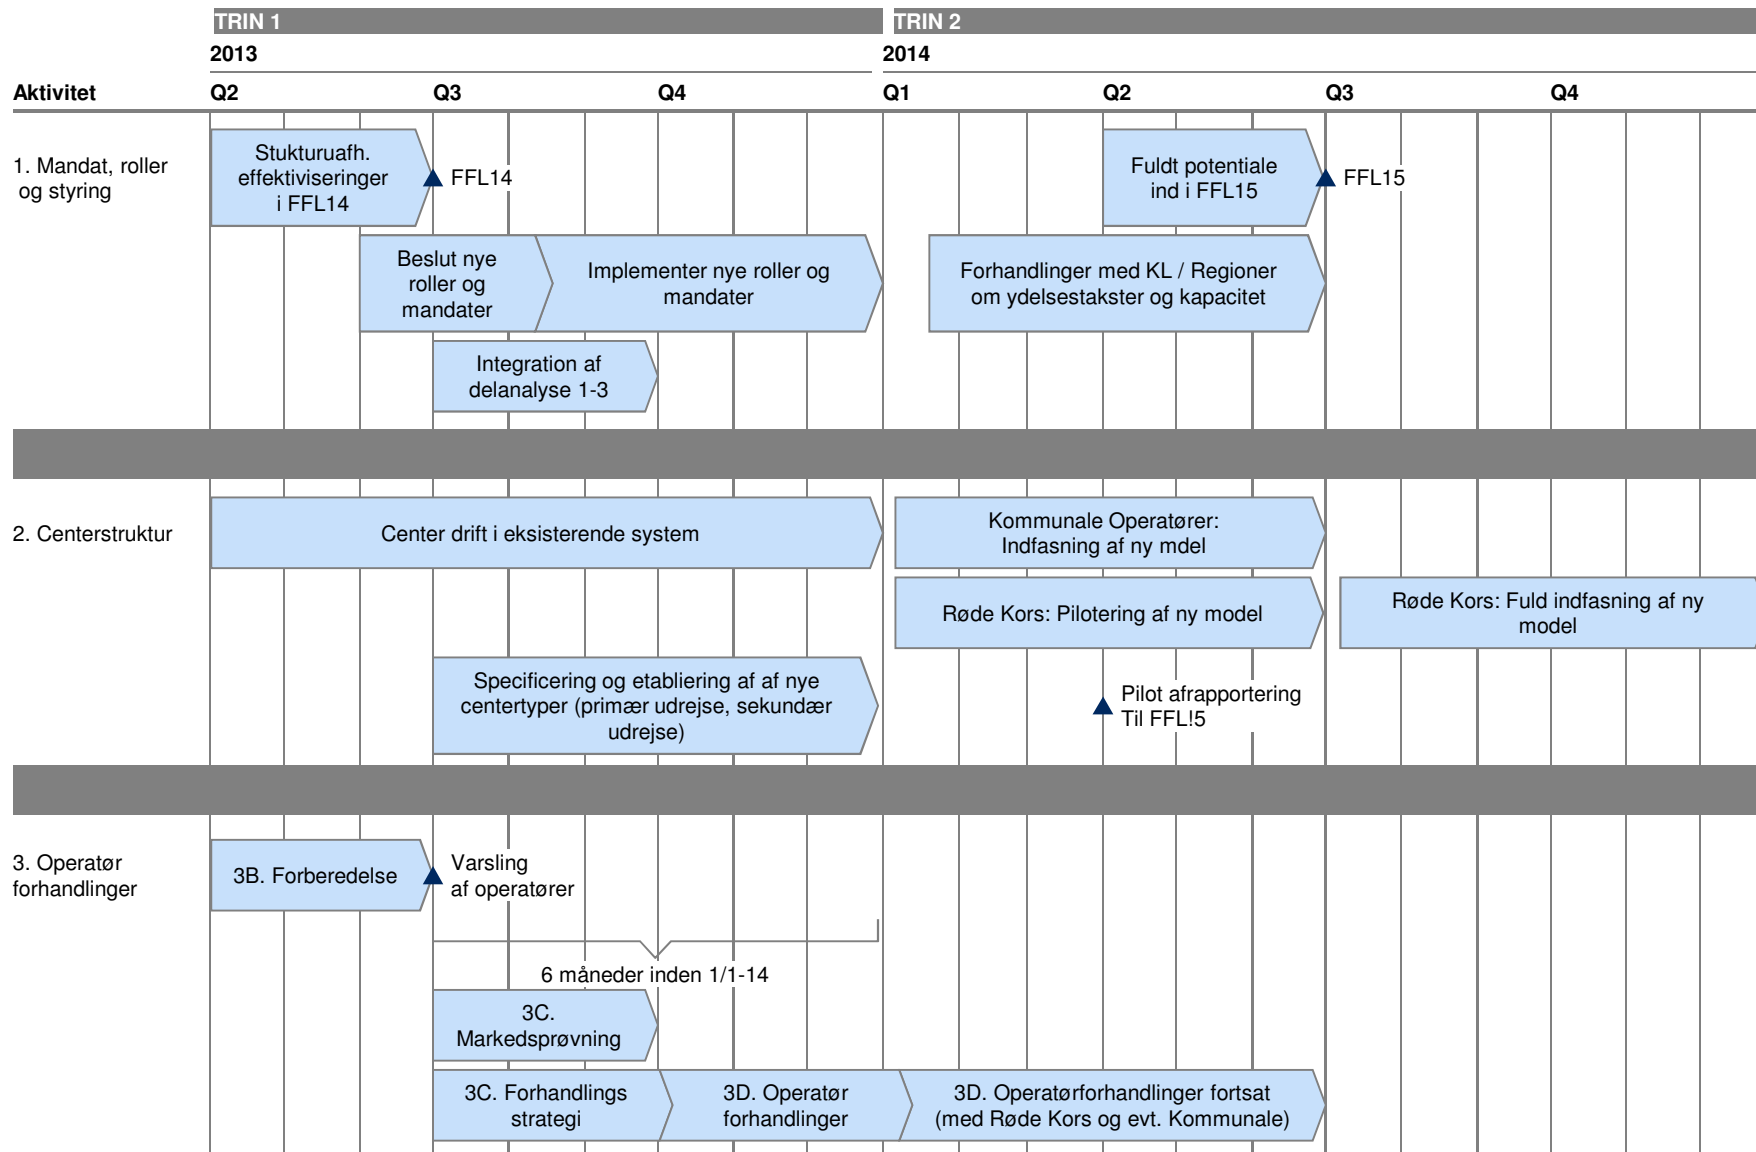 TRIN 1
TRIN 2
2013
2014
Aktivitet
Q2
Q3
Q4
Q1
Q2
Q3
Q4
1. Mandat, roller
og styring
Stukturuafh.
effektiviseringer
i FFL14
FFL14
Fuldt potentiale
ind i FFL15
FFL15
Beslut nye
roller og
mandater
Implementer nye roller og
mandater
Forhandlinger med KL / Regioner
om ydelsestakster og kapacitet
Integration af
delanalyse 1-3
2. Centerstruktur
Center drift i eksisterende system
Kommunale Operatører:
Indfasning af ny mdel
Røde Kors: Pilotering af ny model
Røde Kors: Fuld indfasning af ny
model
Specificering og etabliering af af nye
centertyper (primær udrejse, sekundær
udrejse)
Pilot afrapportering
Til FFL!5
3. Operatør
forhandlinger
3B. Forberedelse
Varsling
af operatører
6 måneder inden 1/1-14
3C.
Markedsprøvning
3C. Forhandlings
strategi
3D. Operatør
forhandlinger
3D. Operatørforhandlinger fortsat
(med Røde Kors og evt. Kommunale)